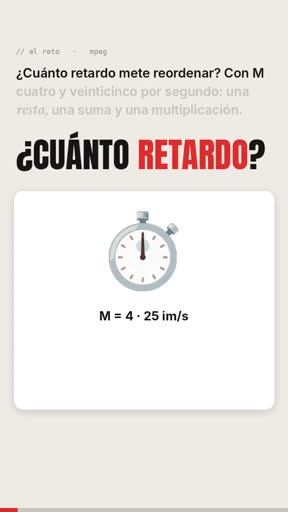 // el reto · mpeg
¿Cuánto retardo mete reordenar? Con M
cuatro y veinticinco por segundo: una
resta, una suma y una multiplicación.
¿CUÁNTO RETARDO?
M = 4 · 25 im/s